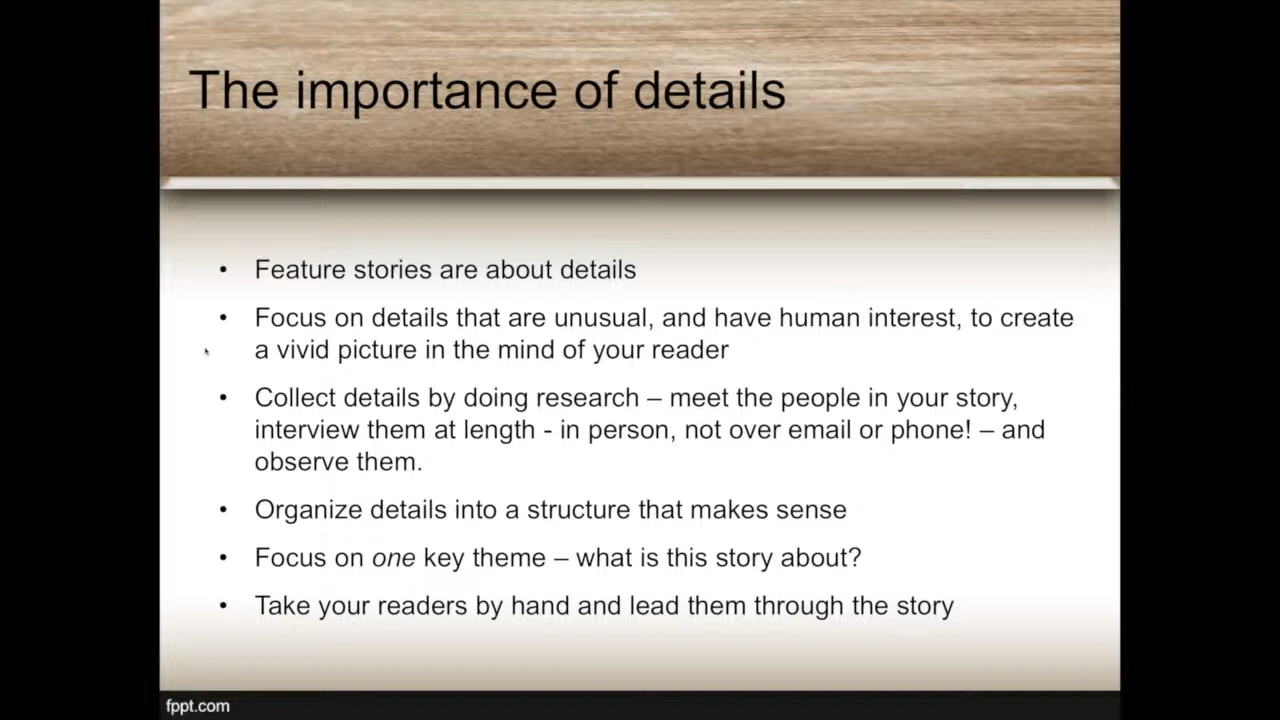 The importance of details
• Feature stories are about details
• Focus on details that are unusual, and have human interest, to create
a vivid picture in the mind of your reader
• Collect details by doing research – meet the people in your story,
interview them at length - in person, not over email or phone! – and
observe them.
• Organize details into a structure that makes sense
• Focus on one key theme – what is this story about?
• Take your readers by hand and lead them through the story
fppt.com